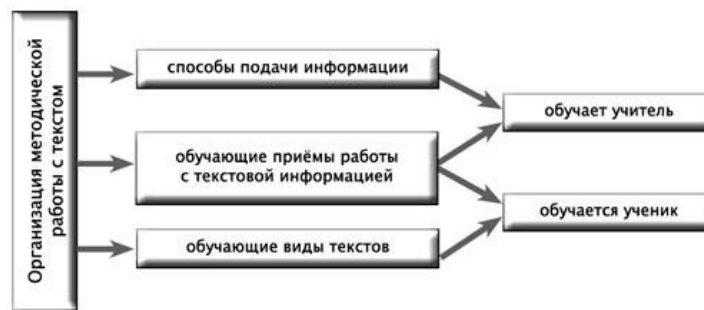 Организация методической
работы с текстом
способы подачи информации
обучающие приёмы работы
с текстовой информацией
обучающие виды текстов
обучает учитель
обучается ученик